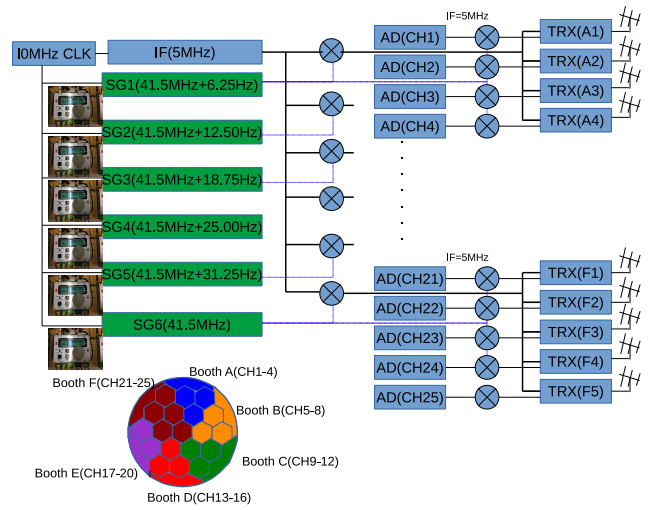 IF=5MHz
I0MHz CLK
IF(5MHz)
AD(CH1)
TRX(A1)
AD(CH2)
TRX(A2)
SG1(41.5MHz+6.25Hz)
AD(CH3)
TRX(A3)
AD(CH4)
TRX(A4)
SG2(41.5MHz+12.50Hz)
SG3(41.5MHz+18.75Hz)
SG4(41.5MHz+25.00Hz)
IF=5MHz
SG5(41.5MHz+31.25Hz)
AD(CH21)
TRX(F1)
AD(CH22)
TRX(F2)
SG6(41.5MHz)
AD(CH23)
TRX(F3)
AD(CH24)
TRX(F4)
AD(CH25)
TRX(F5)
Booth A(CH1-4)
Booth F(CH21-25)
Booth B(CH5-8)
Booth C(CH9-12)
Booth E(CH17-20)
Booth D(CH13-16)